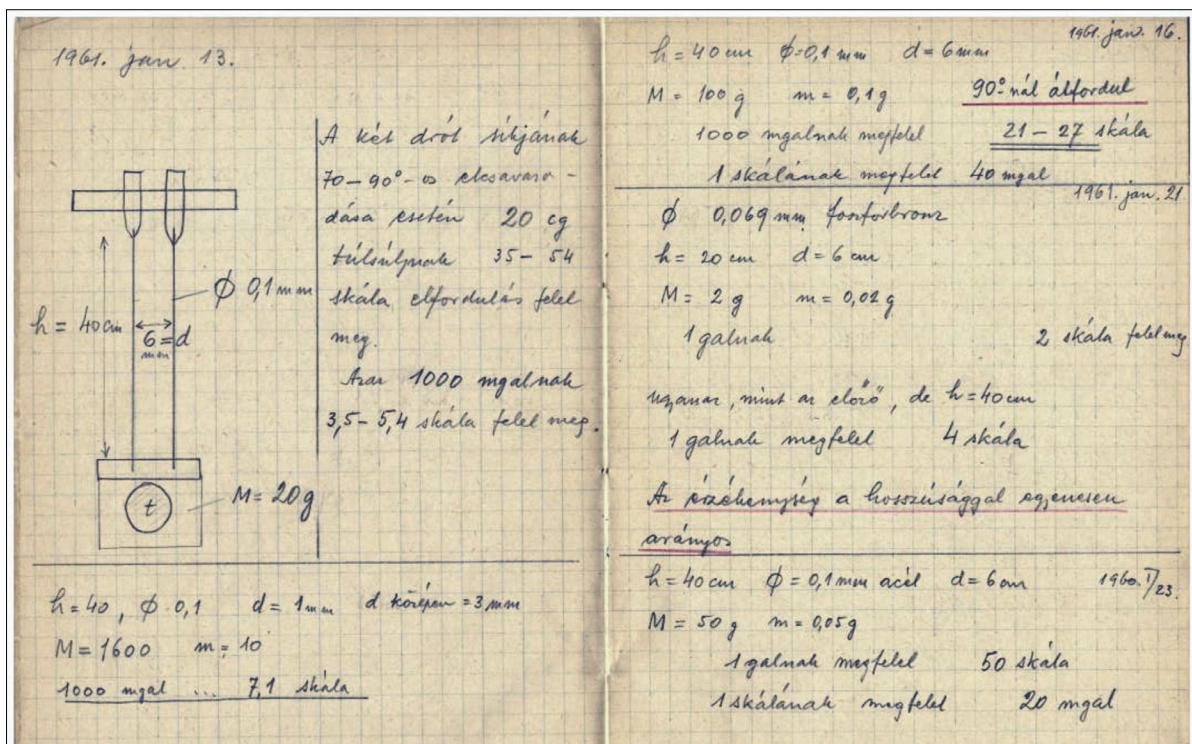 1961. jan 13.
h = 40 cm
ϕ 0,1 mm
6 = d
mm
t
M = 20 g
A két drót síkjának
70 – 90°-os elcsavaro-
dása esetén 20 cg
túlsúlynak 35 – 54
skála elfordulás felel
meg.
Azaz 1000 mgalnak
3,5 – 5,4 skála felel meg.
h = 40, ϕ 0,1 d = 1 mm d középen = 3 mm
M = 1600 m = 10
1000 mgal ... 7,1 skála
1961. jan. 16.
h = 40 cm ϕ = 0,1 mm d = 6 mm
M = 100 g m = 0,1 g 90°-nál átfordul
1000 mgalnak megfelel 21 – 27 skála
1 skálának megfelel 40 mgal
1961. jan. 21
ϕ 0,069 mm foszforbronz
h = 20 cm d = 6 cm
M = 2 g m = 0,02 g
1 galnak 2 skála felel meg
ugyanaz, mint az előző, de h = 40 cm
1 galnak megfelel 4 skála
Az érzékenység a hosszúsággal egyenesen
arányos
h = 40 cm ϕ = 0,1 mm acél d = 6 cm 1960. I/23.
M = 50 g m = 0,05 g
1 galnak megfelel 50 skála
1 skálának megfelel 20 mgal